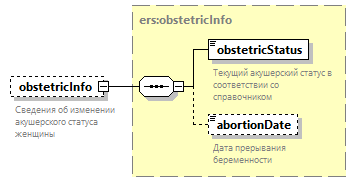 ers:obstetricInfo
obstetricStatus
Текущий акушерский статус в
соответствии со
справочником
obstetricInfo
Сведения об изменении
акушерского статуса
женщины
abortionDate
Дата прерывания
беременности